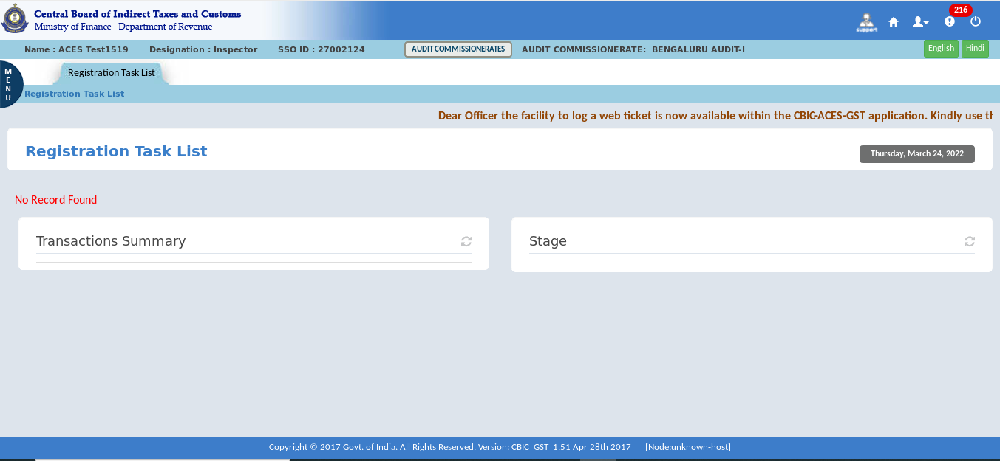 Central Board of Indirect Taxes and Customs
Ministry of Finance - Department of Revenue
support
216
Name : ACES Test1519 Designation : Inspector SSO ID : 27002124 AUDIT COMMISSIONERATES AUDIT COMMISSIONERATE: BENGALURU AUDIT-I English Hindi
MENU
Registration Task List
Registration Task List
Dear Officer the facility to log a web ticket is now available within the CBIC-ACES-GST application. Kindly use th
Registration Task List
Thursday, March 24, 2022
No Record Found
Transactions Summary
Stage
Copyright © 2017 Govt. of India. All Rights Reserved. Version: CBIC_GST_1.51 Apr 28th 2017 [Node:unknown-host]